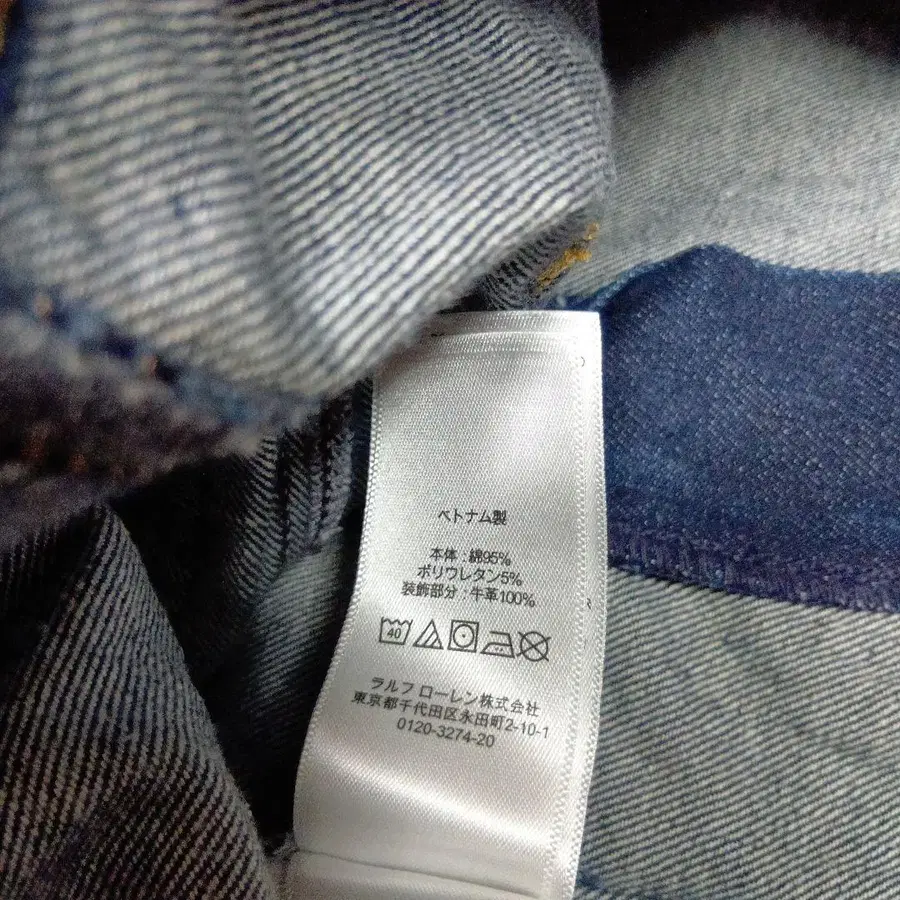 ベトナム製
本体:綿95%
ポリウレタン5%
装飾部分:牛革100%
40
ラルフ ローレン株式会社
東京都千代田区永田町2-10-1
0120-3274-20